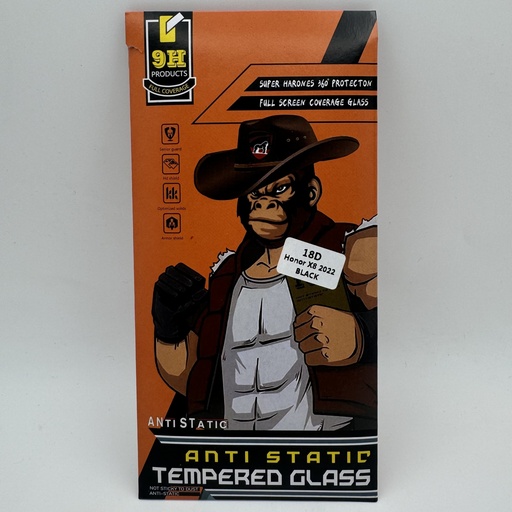 9H
PRODUCTS
FULL COVERAGE
SUPER HARDNES 360° PROTECTON
FULL SCREEN COVERAGE GLASS
18D
Honor X8 2022
BLACK
ANTI STATIC
ANTI STATIC
TEMPERED GLASS
NOT STICKY TO DUST
ANTI-STATIC